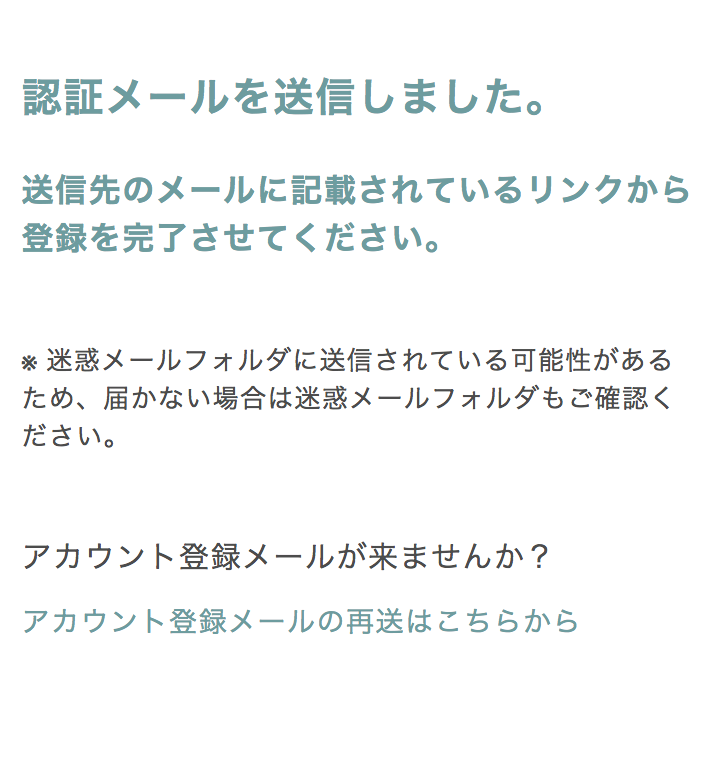 認証メールを送信しました。
送信先のメールに記載されているリンクから
登録を完了させてください。
※ 迷惑メールフォルダに送信されている可能性がある
ため、届かない場合は迷惑メールフォルダもご確認く
ださい。
アカウント登録メールが来ませんか？
アカウント登録メールの再送はこちらから